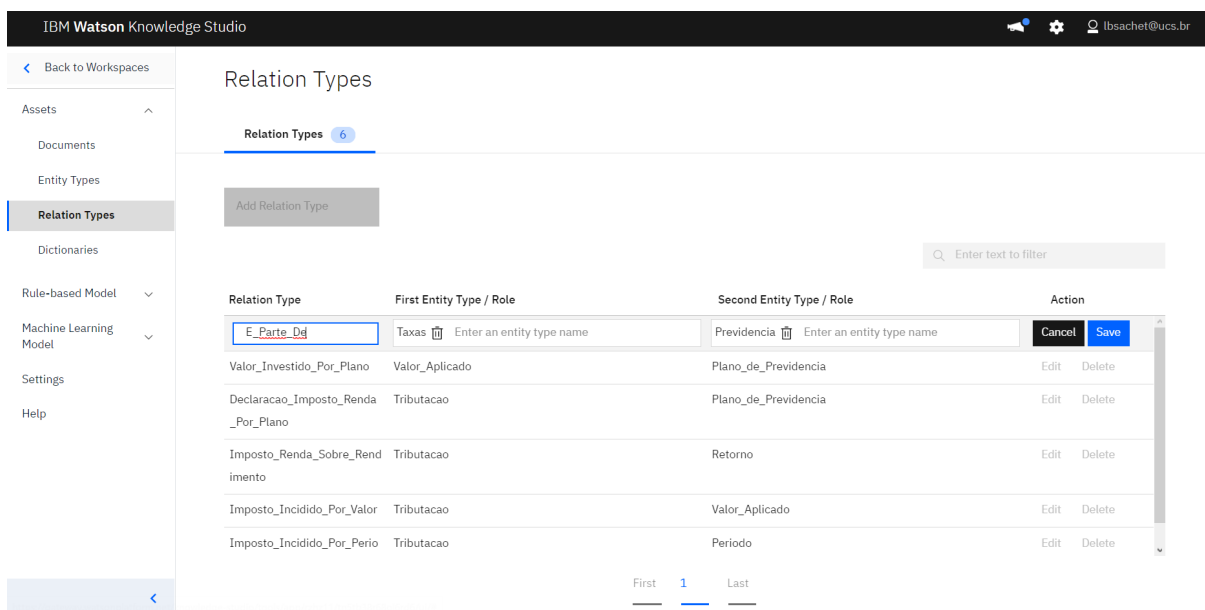 IBM Watson Knowledge Studio
lbsachet@ucs.br
Back to Workspaces
Assets
Documents
Entity Types
Relation Types
Dictionaries
Rule-based Model
Machine Learning
Model
Settings
Help
Relation Types
Relation Types 6
Add Relation Type
Enter text to filter
Relation Type First Entity Type / Role Second Entity Type / Role Action
E_Parte_De Taxas Enter an entity type name Previdencia Enter an entity type name Cancel Save
Valor_Investido_Por_Plano Valor_Aplicado Plano_de_Previdencia Edit Delete
Declaracao_Imposto_Renda Tributacao Plano_de_Previdencia Edit Delete
_Por_Plano
Imposto_Renda_Sobre_Rend Tributacao Retorno Edit Delete
imento
Imposto_Incidido_Por_Valor Tributacao Valor_Aplicado Edit Delete
Imposto_Incidido_Por_Perio Tributacao Periodo Edit Delete
First 1 Last